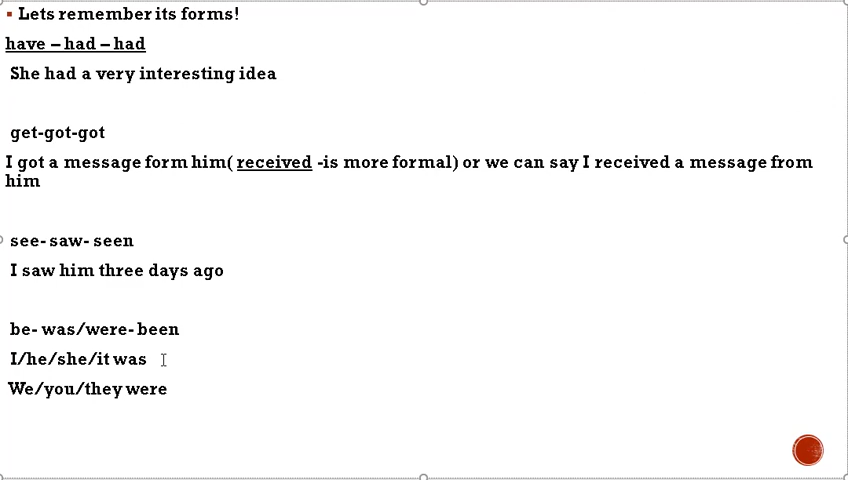 Lets remember its forms!
have – had – had
She had a very interesting idea
get-got-got
I got a message form him( received -is more formal) or we can say I received a message from
him
see- saw- seen
I saw him three days ago
be- was/were- been
I/he/she/it was
We/you/they were